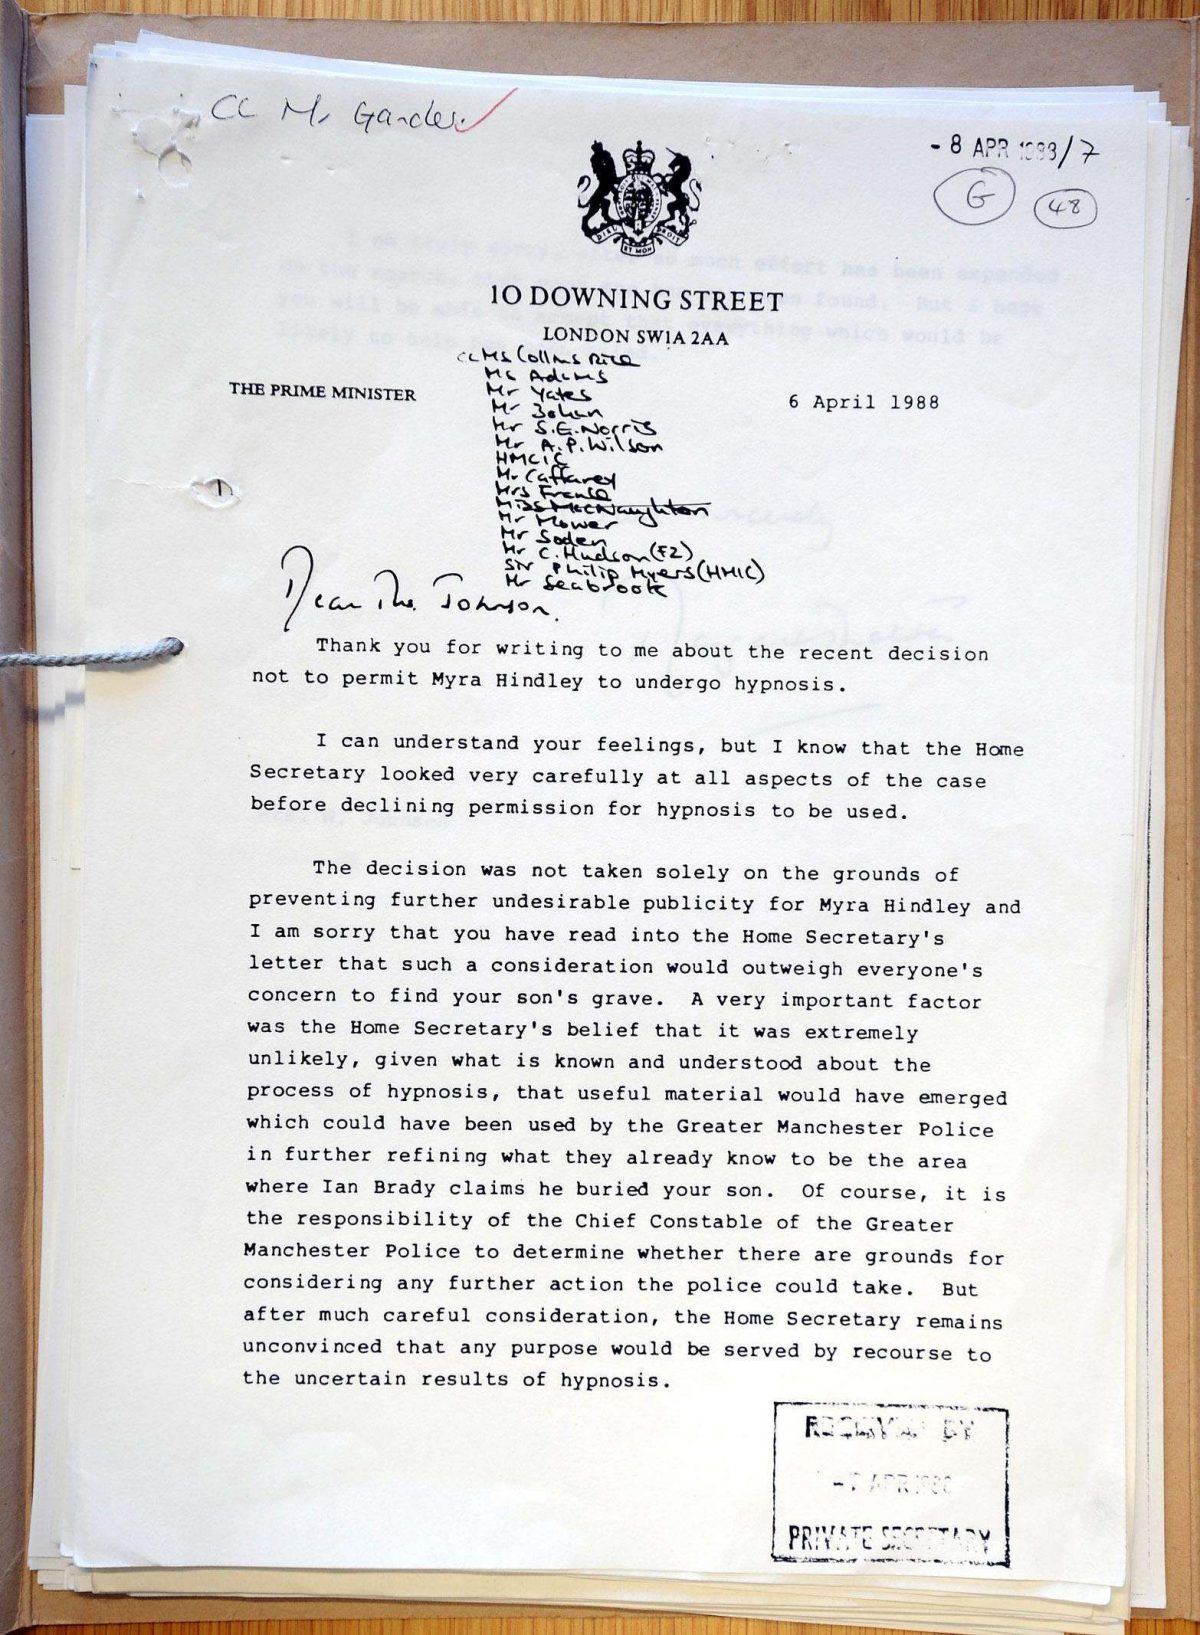 cc Mr Gander.
- 8 APR 1988/7
G
48
DIEU ET MON DROIT
10 DOWNING STREET
LONDON SW1A 2AA
THE PRIME MINISTER
6 April 1988
cc Ms Collins Rice
Ms Adams
Mr Yates
Mr Bohan
Mr S.E. Norris
Mr A.P. Wilson
HMCIC
Mr Caffarey
Mrs France
Miss MacNaughton
Mr Mower
Mr Soden
Mr C. Hudson (F2)
Sir Philip Myers (HMIC)
Mr Seabrook
Dear Mrs. Johnson.
Thank you for writing to me about the recent decision
not to permit Myra Hindley to undergo hypnosis.
I can understand your feelings, but I know that the Home
Secretary looked very carefully at all aspects of the case
before declining permission for hypnosis to be used.
The decision was not taken solely on the grounds of
preventing further undesirable publicity for Myra Hindley and
I am sorry that you have read into the Home Secretary's
letter that such a consideration would outweigh everyone's
concern to find your son's grave. A very important factor
was the Home Secretary's belief that it was extremely
unlikely, given what is known and understood about the
process of hypnosis, that useful material would have emerged
which could have been used by the Greater Manchester Police
in further refining what they already know to be the area
where Ian Brady claims he buried your son. Of course, it is
the responsibility of the Chief Constable of the Greater
Manchester Police to determine whether there are grounds for
considering any further action the police could take. But
after much careful consideration, the Home Secretary remains
unconvinced that any purpose would be served by recourse to
the uncertain results of hypnosis.
RECEIVED BY
-7 APR 1988
PRIVATE SECRETARY